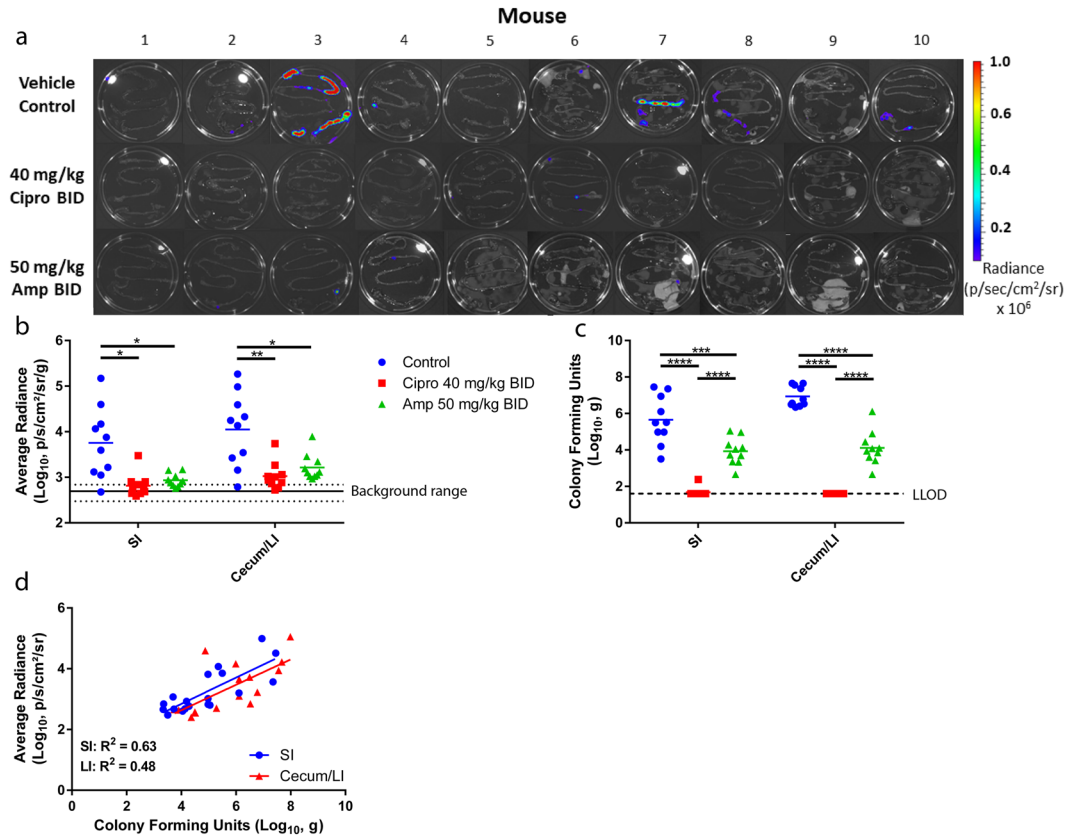 Mouse
a
1 2 3 4 5 6 7 8 9 10
Vehicle
Control
40 mg/kg
Cipro BID
50 mg/kg
Amp BID
1.0
0.8
0.6
0.4
0.2
Radiance
(p/sec/cm²/sr)
x 10⁶
b
Average Radiance
(Log₁₀, p/s/cm²/sr/g)
6
5
4
3
2
*
*
*
**
SI
Cecum/LI
Control
Cipro 40 mg/kg BID
Amp 50 mg/kg BID
Background range
c
Colony Forming Units
(Log₁₀, g)
10
8
6
4
2
0
***
****
****
****
****
****
SI
Cecum/LI
LLOD
d
Average Radiance
(Log₁₀, p/s/cm²/sr)
6
4
2
0
SI: R² = 0.63
LI: R² = 0.48
SI
Cecum/LI
0 2 4 6 8 10
Colony Forming Units (Log₁₀, g)